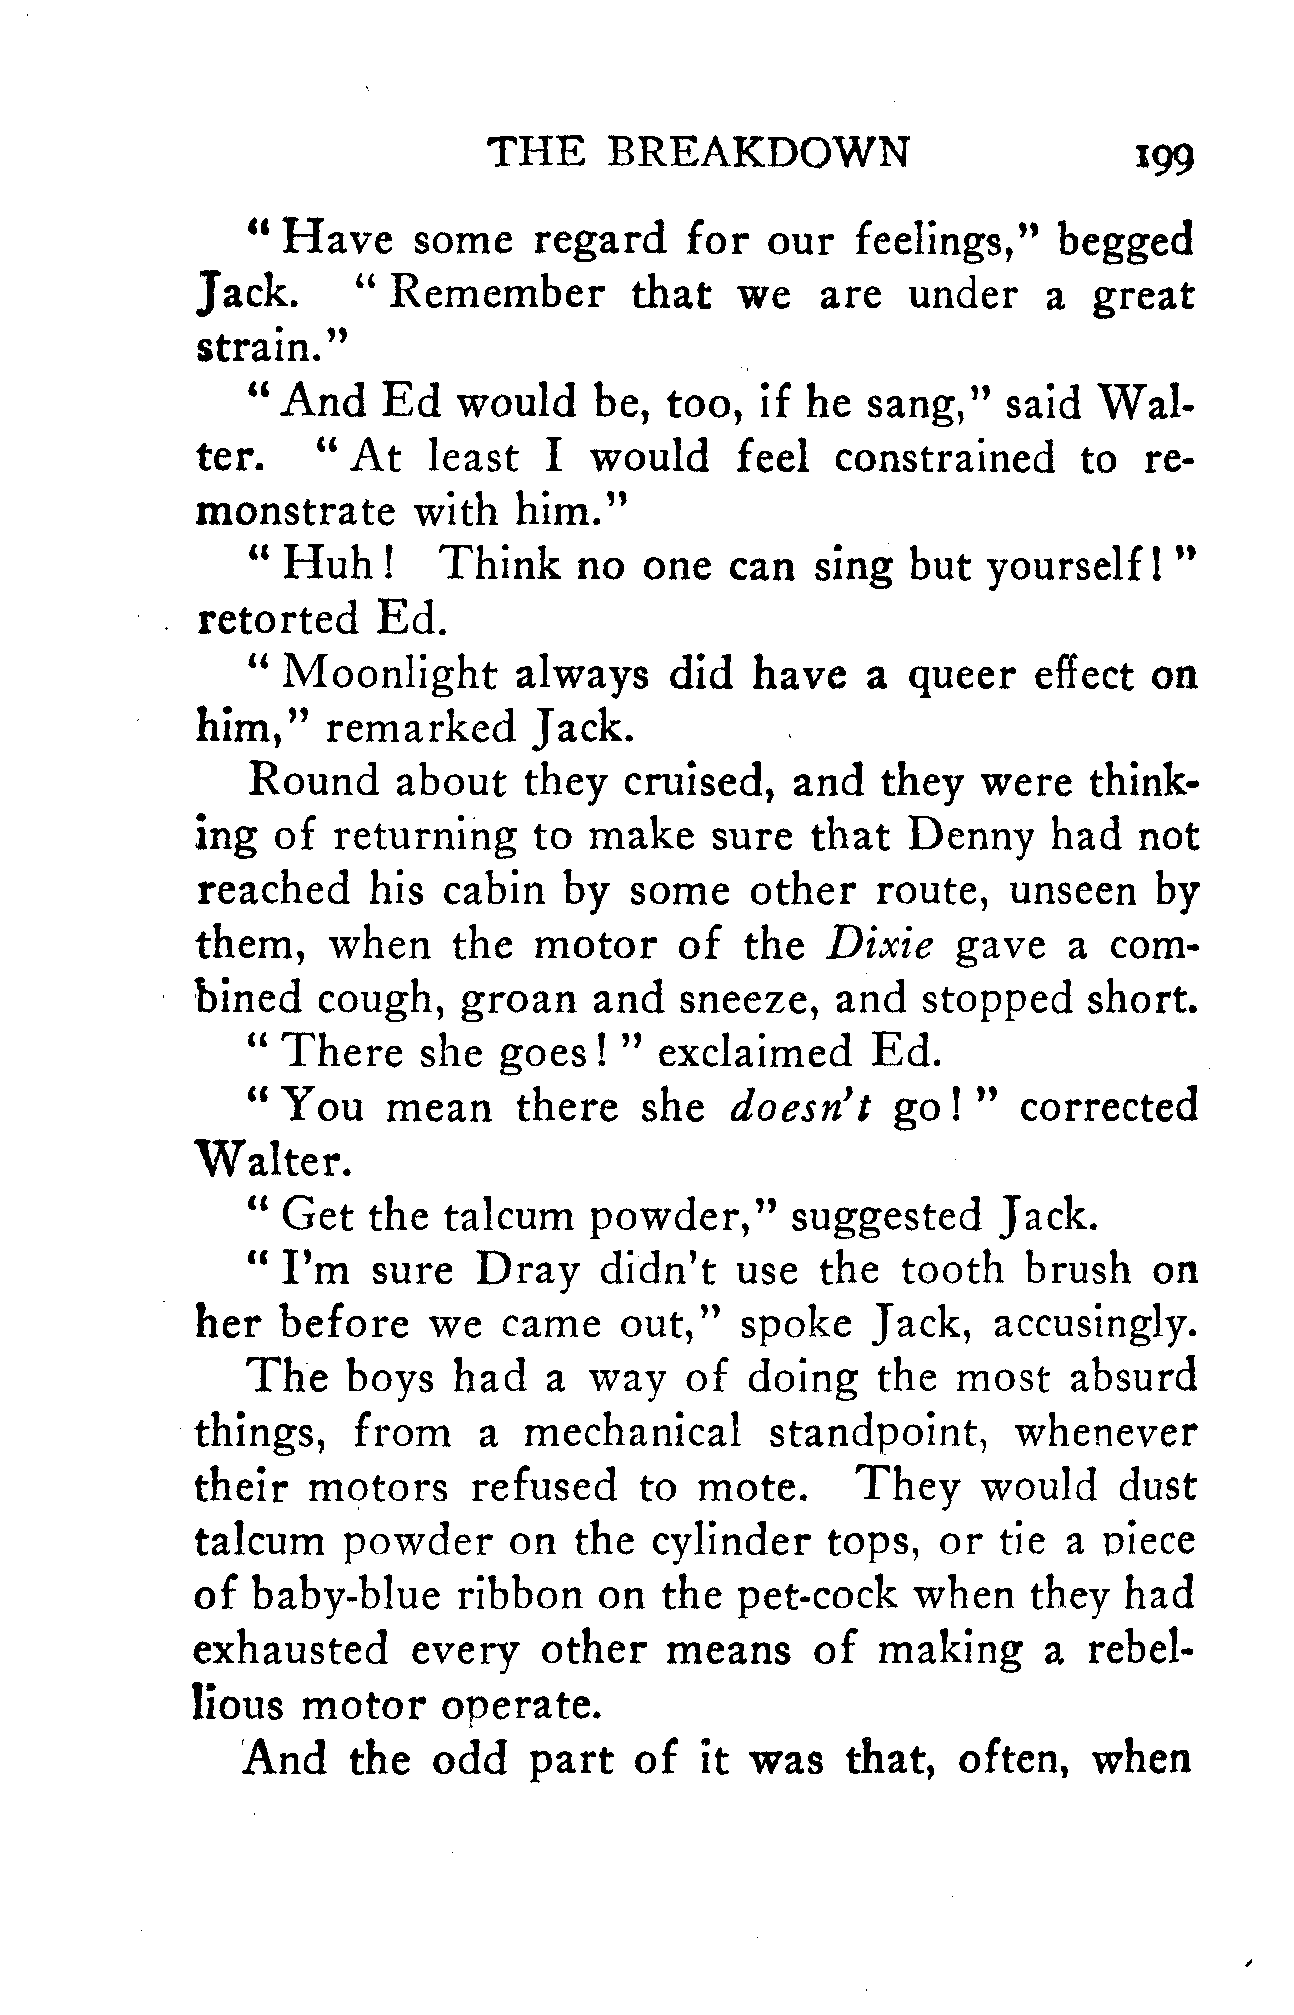 THE BREAKDOWN 199
" Have some regard for our feelings," begged
Jack. " Remember that we are under a great
strain."
" And Ed would be, too, if he sang," said Wal-
ter. " At least I would feel constrained to re-
monstrate with him."
" Huh! Think no one can sing but yourself! "
retorted Ed.
" Moonlight always did have a queer effect on
him," remarked Jack.
Round about they cruised, and they were think-
ing of returning to make sure that Denny had not
reached his cabin by some other route, unseen by
them, when the motor of the Dixie gave a com-
bined cough, groan and sneeze, and stopped short.
" There she goes! " exclaimed Ed.
" You mean there she doesn't go! " corrected
Walter.
" Get the talcum powder," suggested Jack.
" I'm sure Dray didn't use the tooth brush on
her before we came out," spoke Jack, accusingly.
The boys had a way of doing the most absurd
things, from a mechanical standpoint, whenever
their motors refused to mote. They would dust
talcum powder on the cylinder tops, or tie a piece
of baby-blue ribbon on the pet-cock when they had
exhausted every other means of making a rebel-
lious motor operate.
And the odd part of it was that, often, when